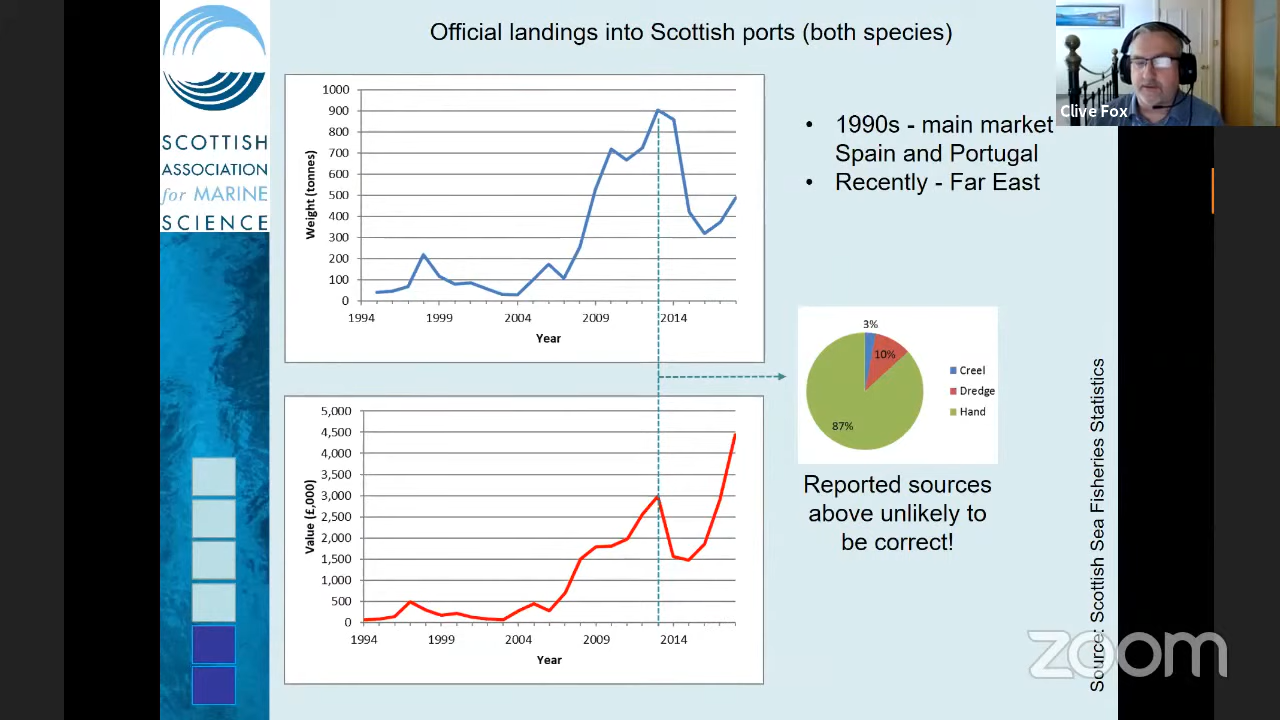 Official landings into Scottish ports (both species)
SCOTTISH
ASSOCIATION
for MARINE
SCIENCE
1000
900
800
700
600
500
400
300
200
100
0
Weight (tonnes)
1994
1999
2004
2009
2014
Year
5,000
4,500
4,000
3,500
3,000
2,500
2,000
1,500
1,000
500
0
Value (£,000)
1994
1999
2004
2009
2014
Year
Clive Fox
• 1990s - main market
Spain and Portugal
• Recently - Far East
3%
10%
87%
Creel
Dredge
Hand
Reported sources
above unlikely to
be correct!
Source: Scottish Sea Fisheries Statistics
zoom